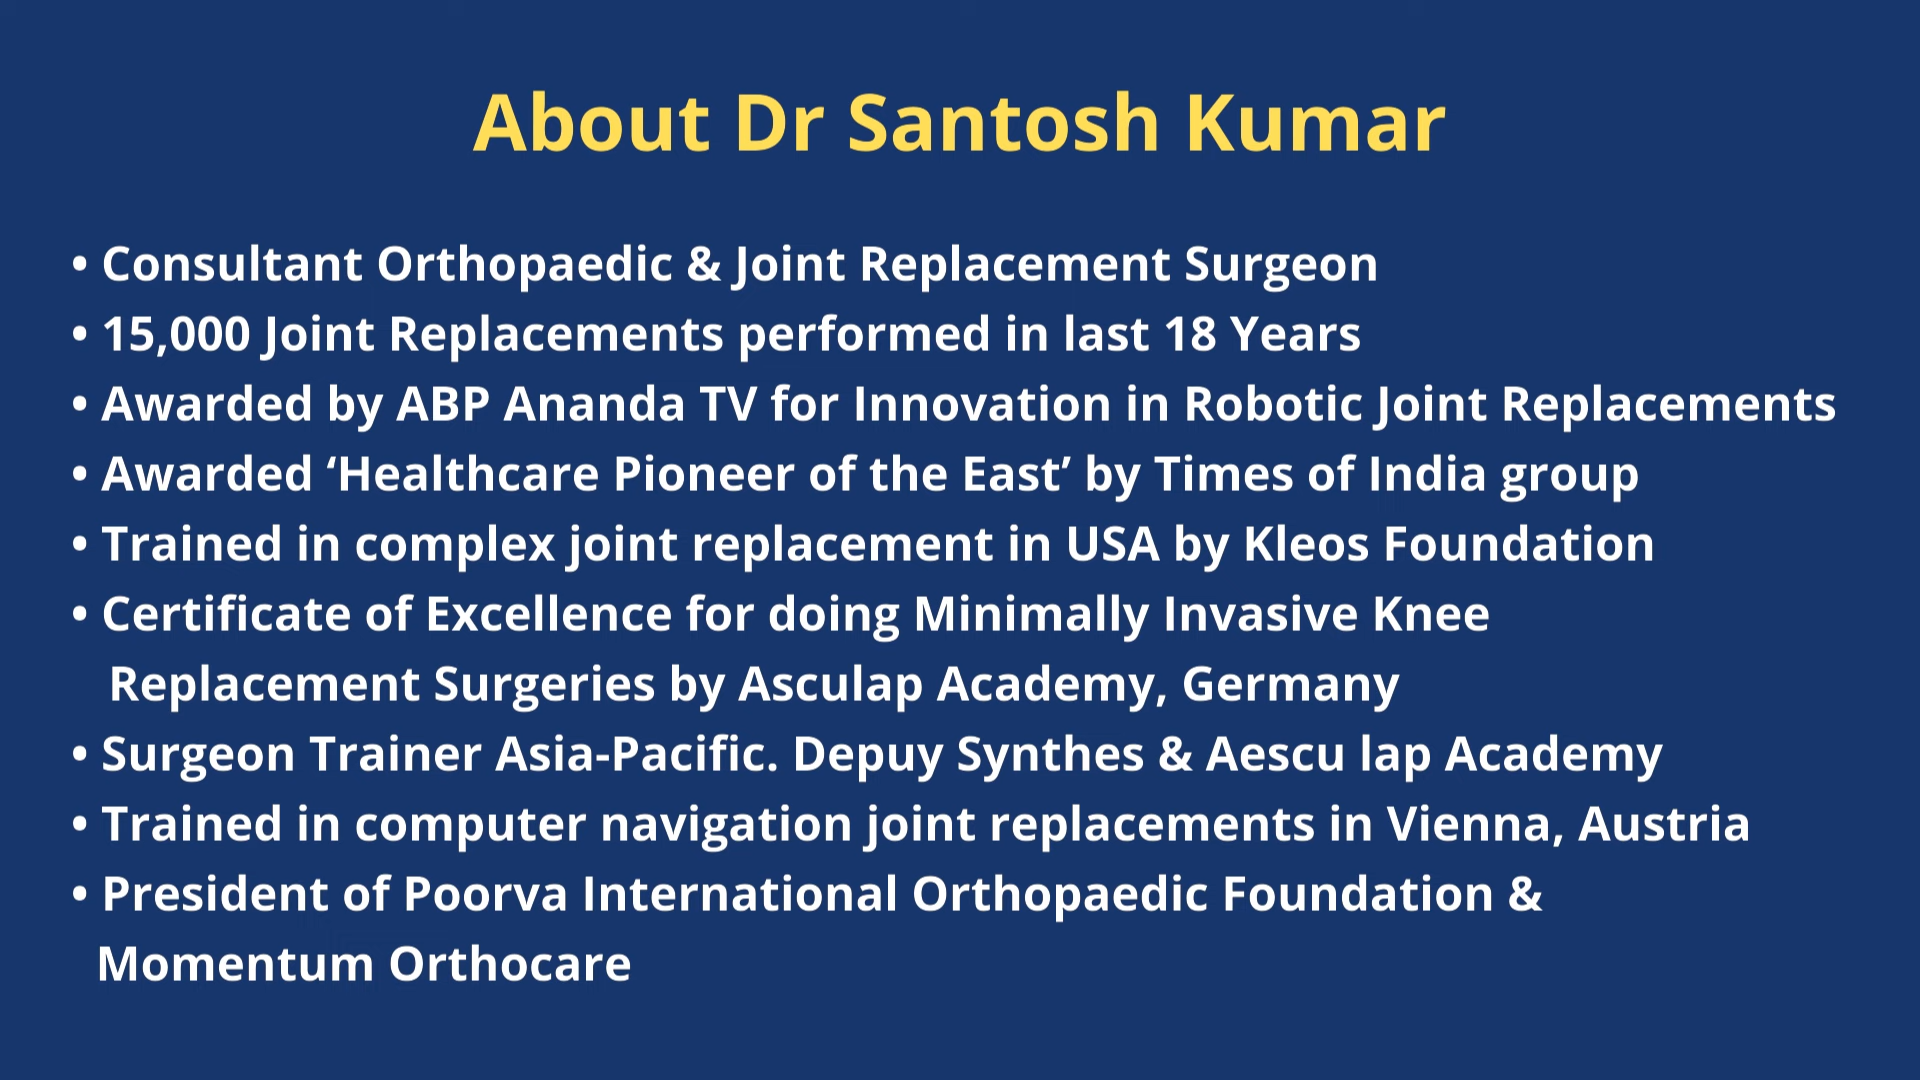 About Dr Santosh Kumar
• Consultant Orthopaedic & Joint Replacement Surgeon
• 15,000 Joint Replacements performed in last 18 Years
• Awarded by ABP Ananda TV for Innovation in Robotic Joint Replacements
• Awarded ‘Healthcare Pioneer of the East’ by Times of India group
• Trained in complex joint replacement in USA by Kleos Foundation
• Certificate of Excellence for doing Minimally Invasive Knee
Replacement Surgeries by Asculap Academy, Germany
• Surgeon Trainer Asia-Pacific. Depuy Synthes & Aescu lap Academy
• Trained in computer navigation joint replacements in Vienna, Austria
• President of Poorva International Orthopaedic Foundation &
Momentum Orthocare